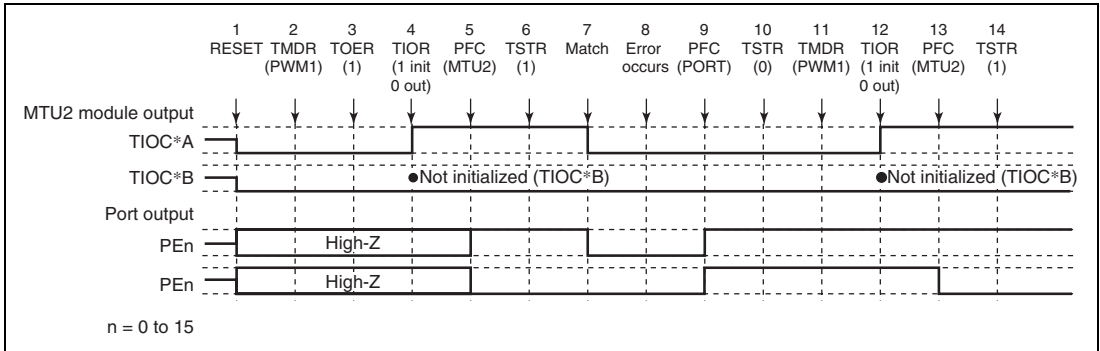 1 2 3 4 5 6 7 8 9 10 11 12 13 14
RESET TMDR TOER TIOR PFC TSTR Match Error PFC TSTR TMDR TIOR PFC TSTR
(PWM1) (1) (1 init (MTU2) (1) occurs (PORT) (0) (PWM1) (1 init (MTU2) (1)
0 out) 0 out)
MTU2 module output
TIOC*A
TIOC*B ●Not initialized (TIOC*B) ●Not initialized (TIOC*B)
Port output
PEn High-Z
PEn High-Z
n = 0 to 15